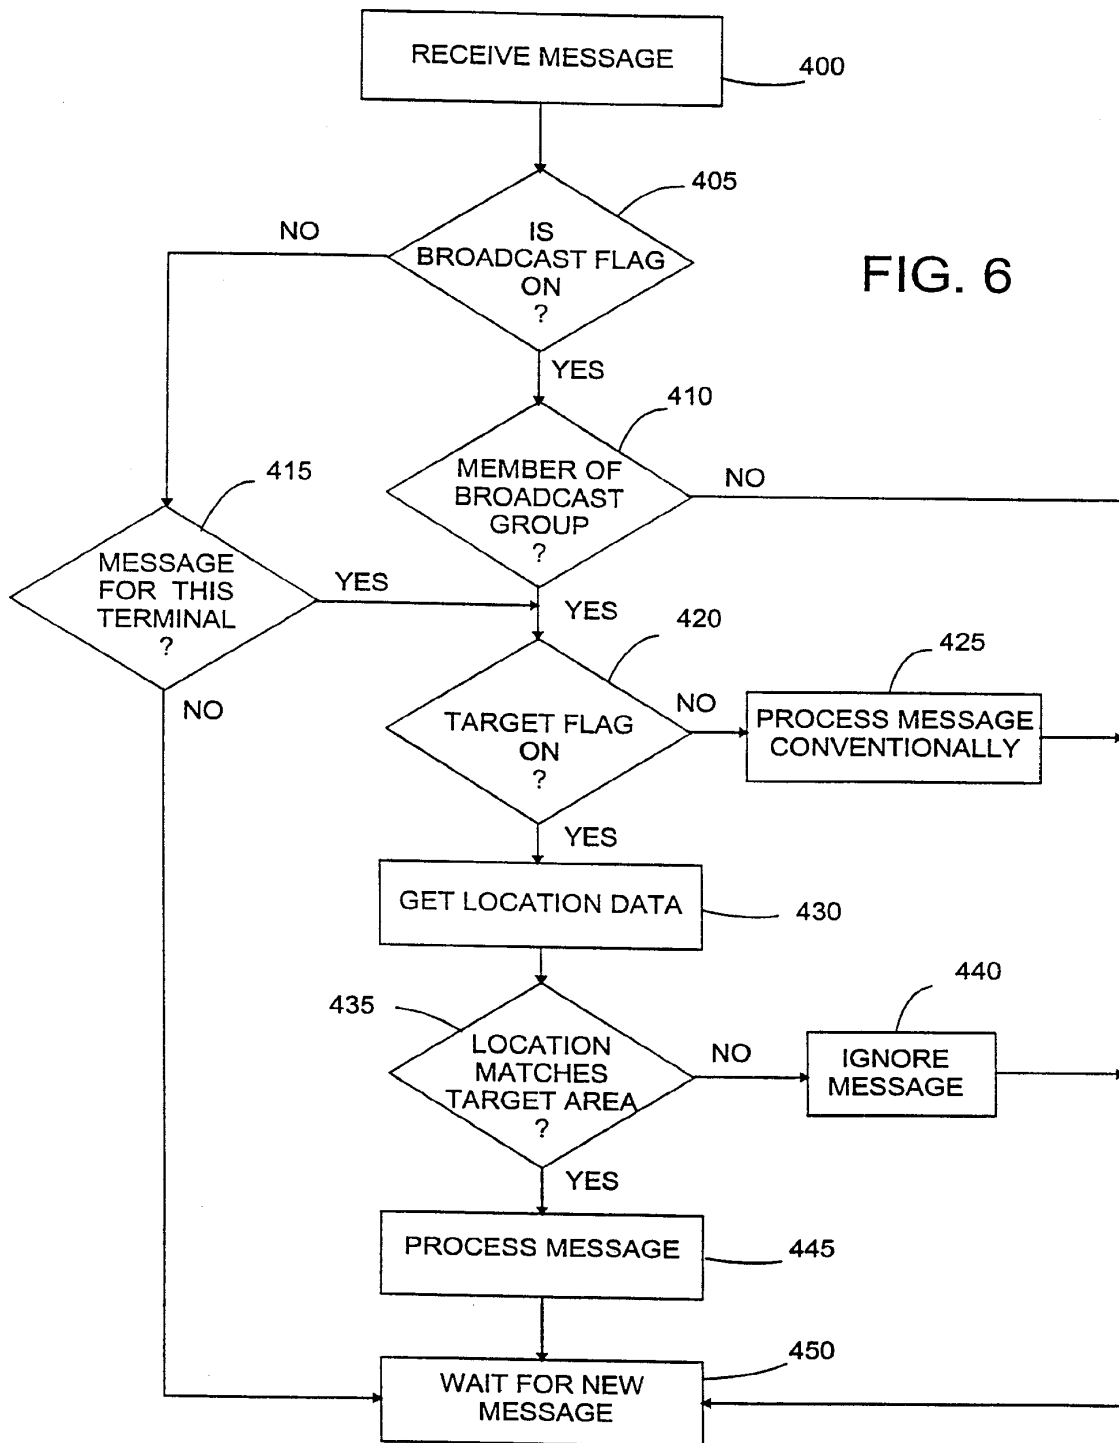 RECEIVE MESSAGE
400
405
IS
BROADCAST FLAG
ON
?
NO
FIG. 6
YES
410
MEMBER OF
BROADCAST
GROUP
?
NO
415
MESSAGE
FOR THIS
TERMINAL
?
YES
YES
NO
420
TARGET FLAG
ON
?
NO
425
PROCESS MESSAGE
CONVENTIONALLY
YES
GET LOCATION DATA
430
435
LOCATION
MATCHES
TARGET AREA
?
NO
440
IGNORE
MESSAGE
YES
PROCESS MESSAGE
445
450
WAIT FOR NEW
MESSAGE